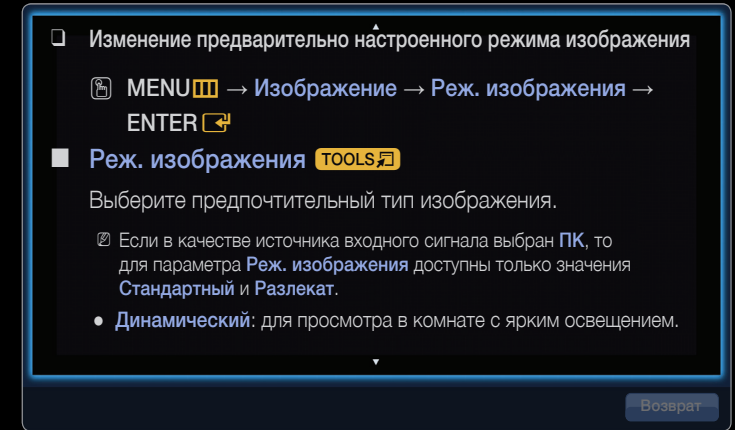 Изменение предварительно настроенного режима изображения
MENU → Изображение → Реж. изображения →
ENTER
Реж. изображения TOOLS
Выберите предпочтительный тип изображения.
Если в качестве источника входного сигнала выбран ПК, то
для параметра Реж. изображения доступны только значения
Стандартный и Разлекат.
● Динамический: для просмотра в комнате с ярким освещением.
Возврат